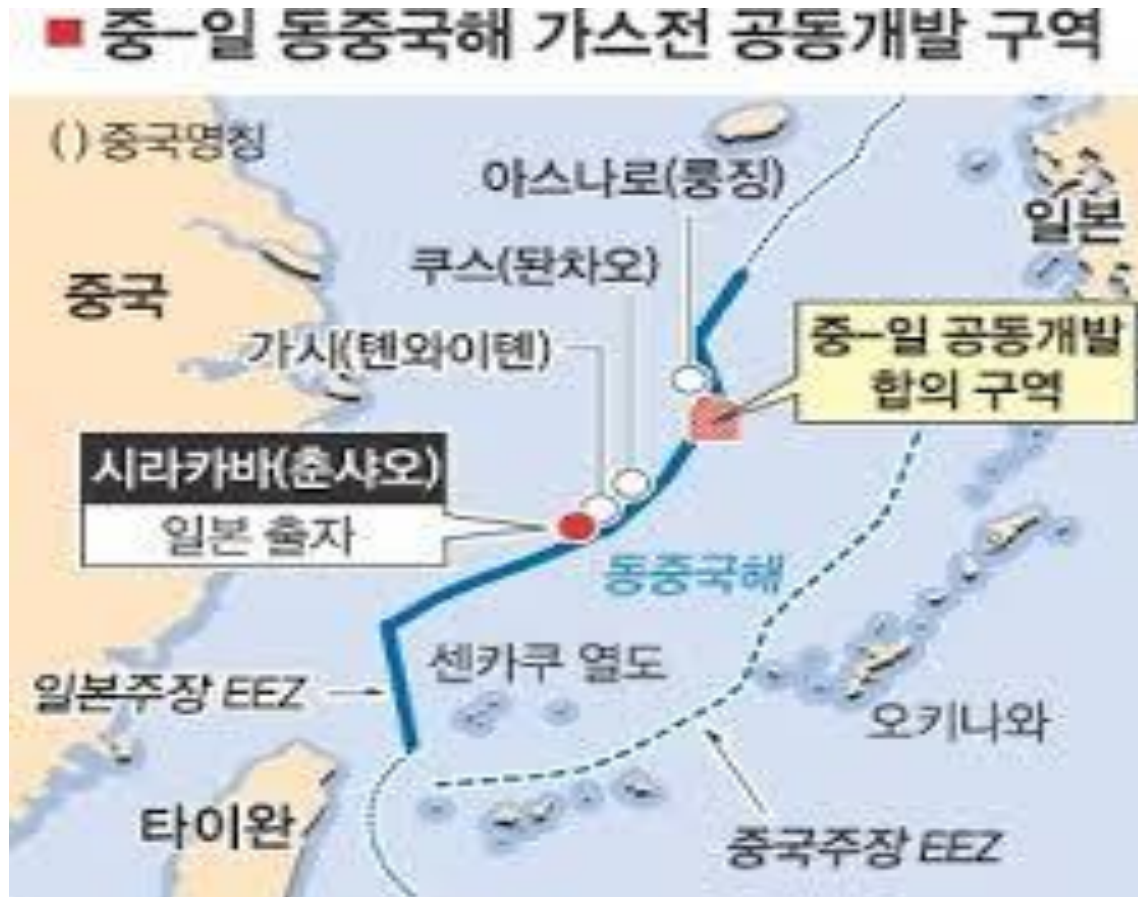 ■ 중-일 동중국해 가스전 공동개발 구역
( ) 중국명칭
아스나로(룽징)
일본
쿠스(돤차오)
중국
가시(톈와이톈)
중-일 공동개발
합의 구역
시라카바(춘샤오)
일본 출자
동중국해
센카쿠 열도
일본주장 EEZ
오키나와
타이완
중국주장 EEZ